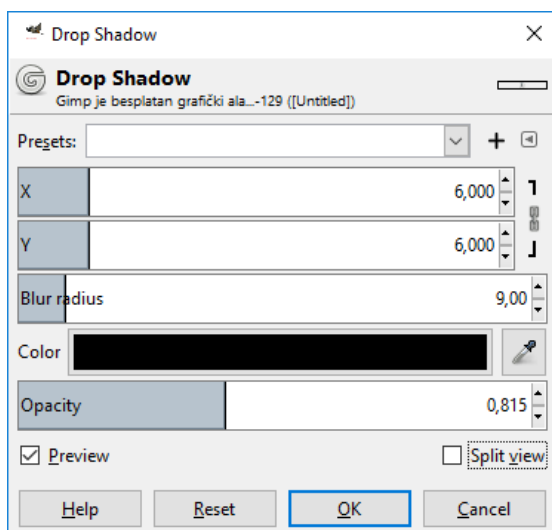 Drop Shadow
Drop Shadow
Gimp je besplatan grafički ala...-129 ([Untitled])
Presets:
X 6,000
Y 6,000
Blur radius 9,00
Color
Opacity 0,815
Preview Split view
Help Reset OK Cancel